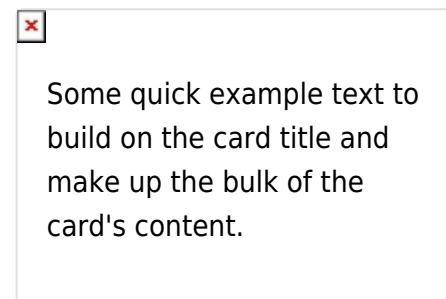 Some quick example text to
build on the card title and
make up the bulk of the
card's content.